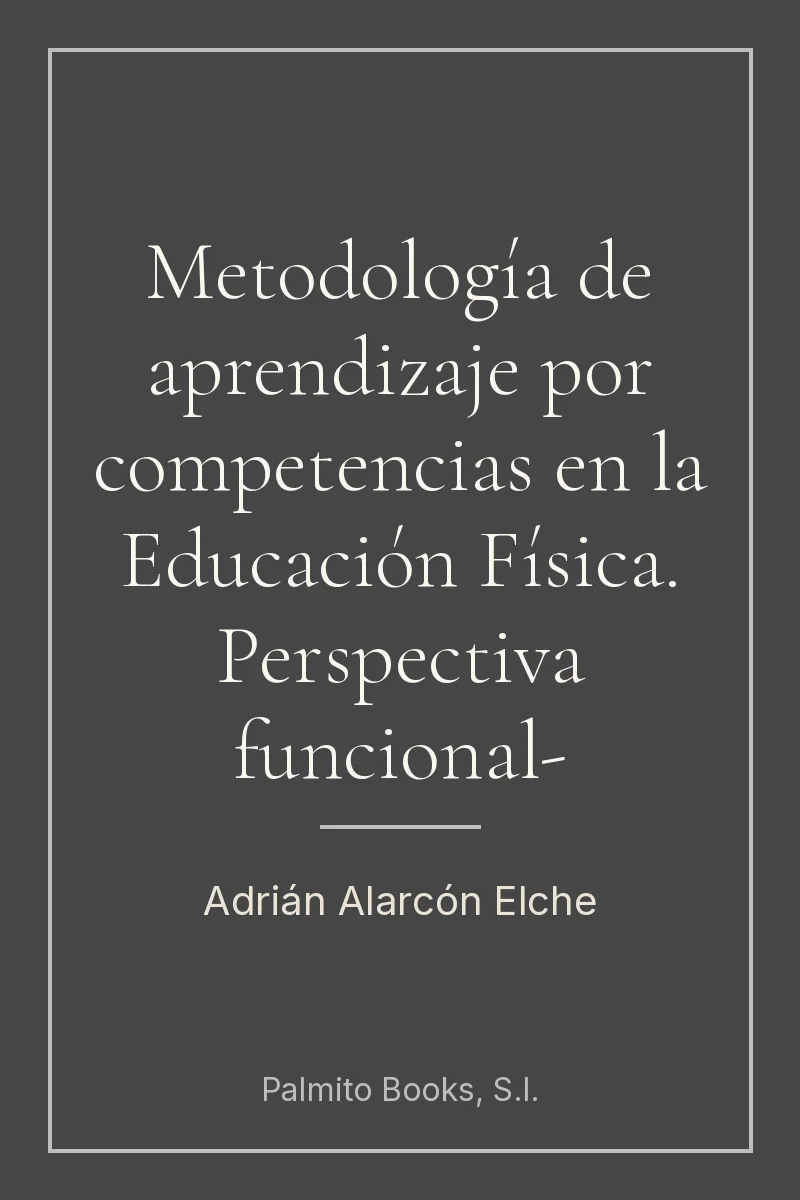 Metodología de
aprendizaje por
competencias en la
Educación Física.
Perspectiva
funcional-
Adrián Alarcón Elche
Palmito Books, S.l.